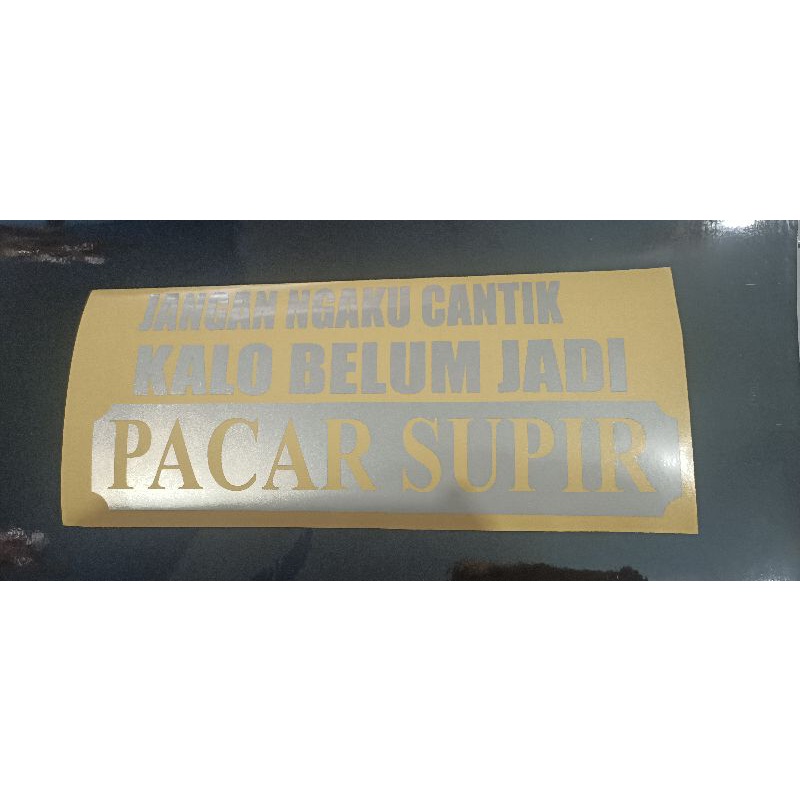 JANGAN NGAKU CANTIK
KALO BELUM JADI
PACAR SUPIR